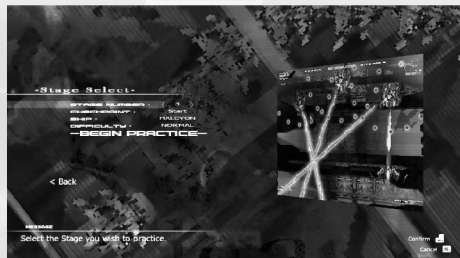 -Stage Select-
STAGE NUMBER :
CHECKPOINT : Start
SHIP : HALCYON
DIFFICULTY : NORMAL
—BEGIN PRACTICE—
< Back
MESSAGE
Select the Stage you wish to practice.
Confirm
Cancel